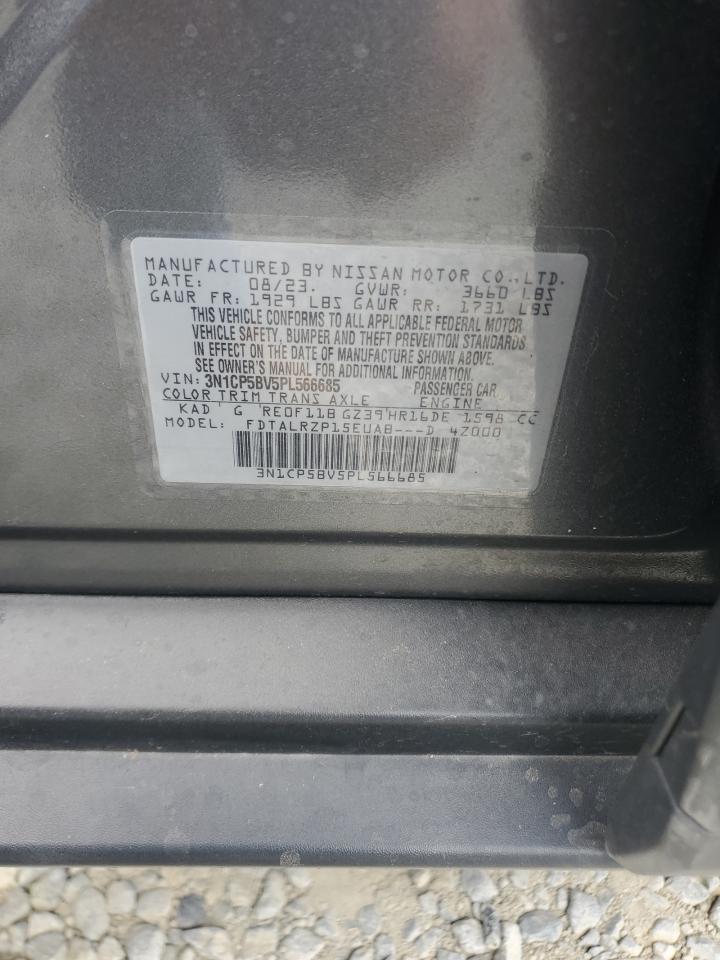 MANUFACTURED BY NISSAN MOTOR CO.,LTD.
DATE: 08/23. GVWR: 3660 LBS
GAWR FR: 1929 LBS GAWR RR: 1731 LBS
THIS VEHICLE CONFORMS TO ALL APPLICABLE FEDERAL MOTOR
VEHICLE SAFETY, BUMPER AND THEFT PREVENTION STANDARDS
IN EFFECT ON THE DATE OF MANUFACTURE SHOWN ABOVE.
SEE OWNER'S MANUAL FOR ADDITIONAL INFORMATION.
VIN: 3N1CP5BV5PL566685 PASSENGER CAR
COLOR TRIM TRANS AXLE ENGINE
KAD G RE0F11B GZ39 HR16DE 1598 CC
MODEL: FDTALRZP15EUAB---D 4Z000
3N1CP5BV5PL566685